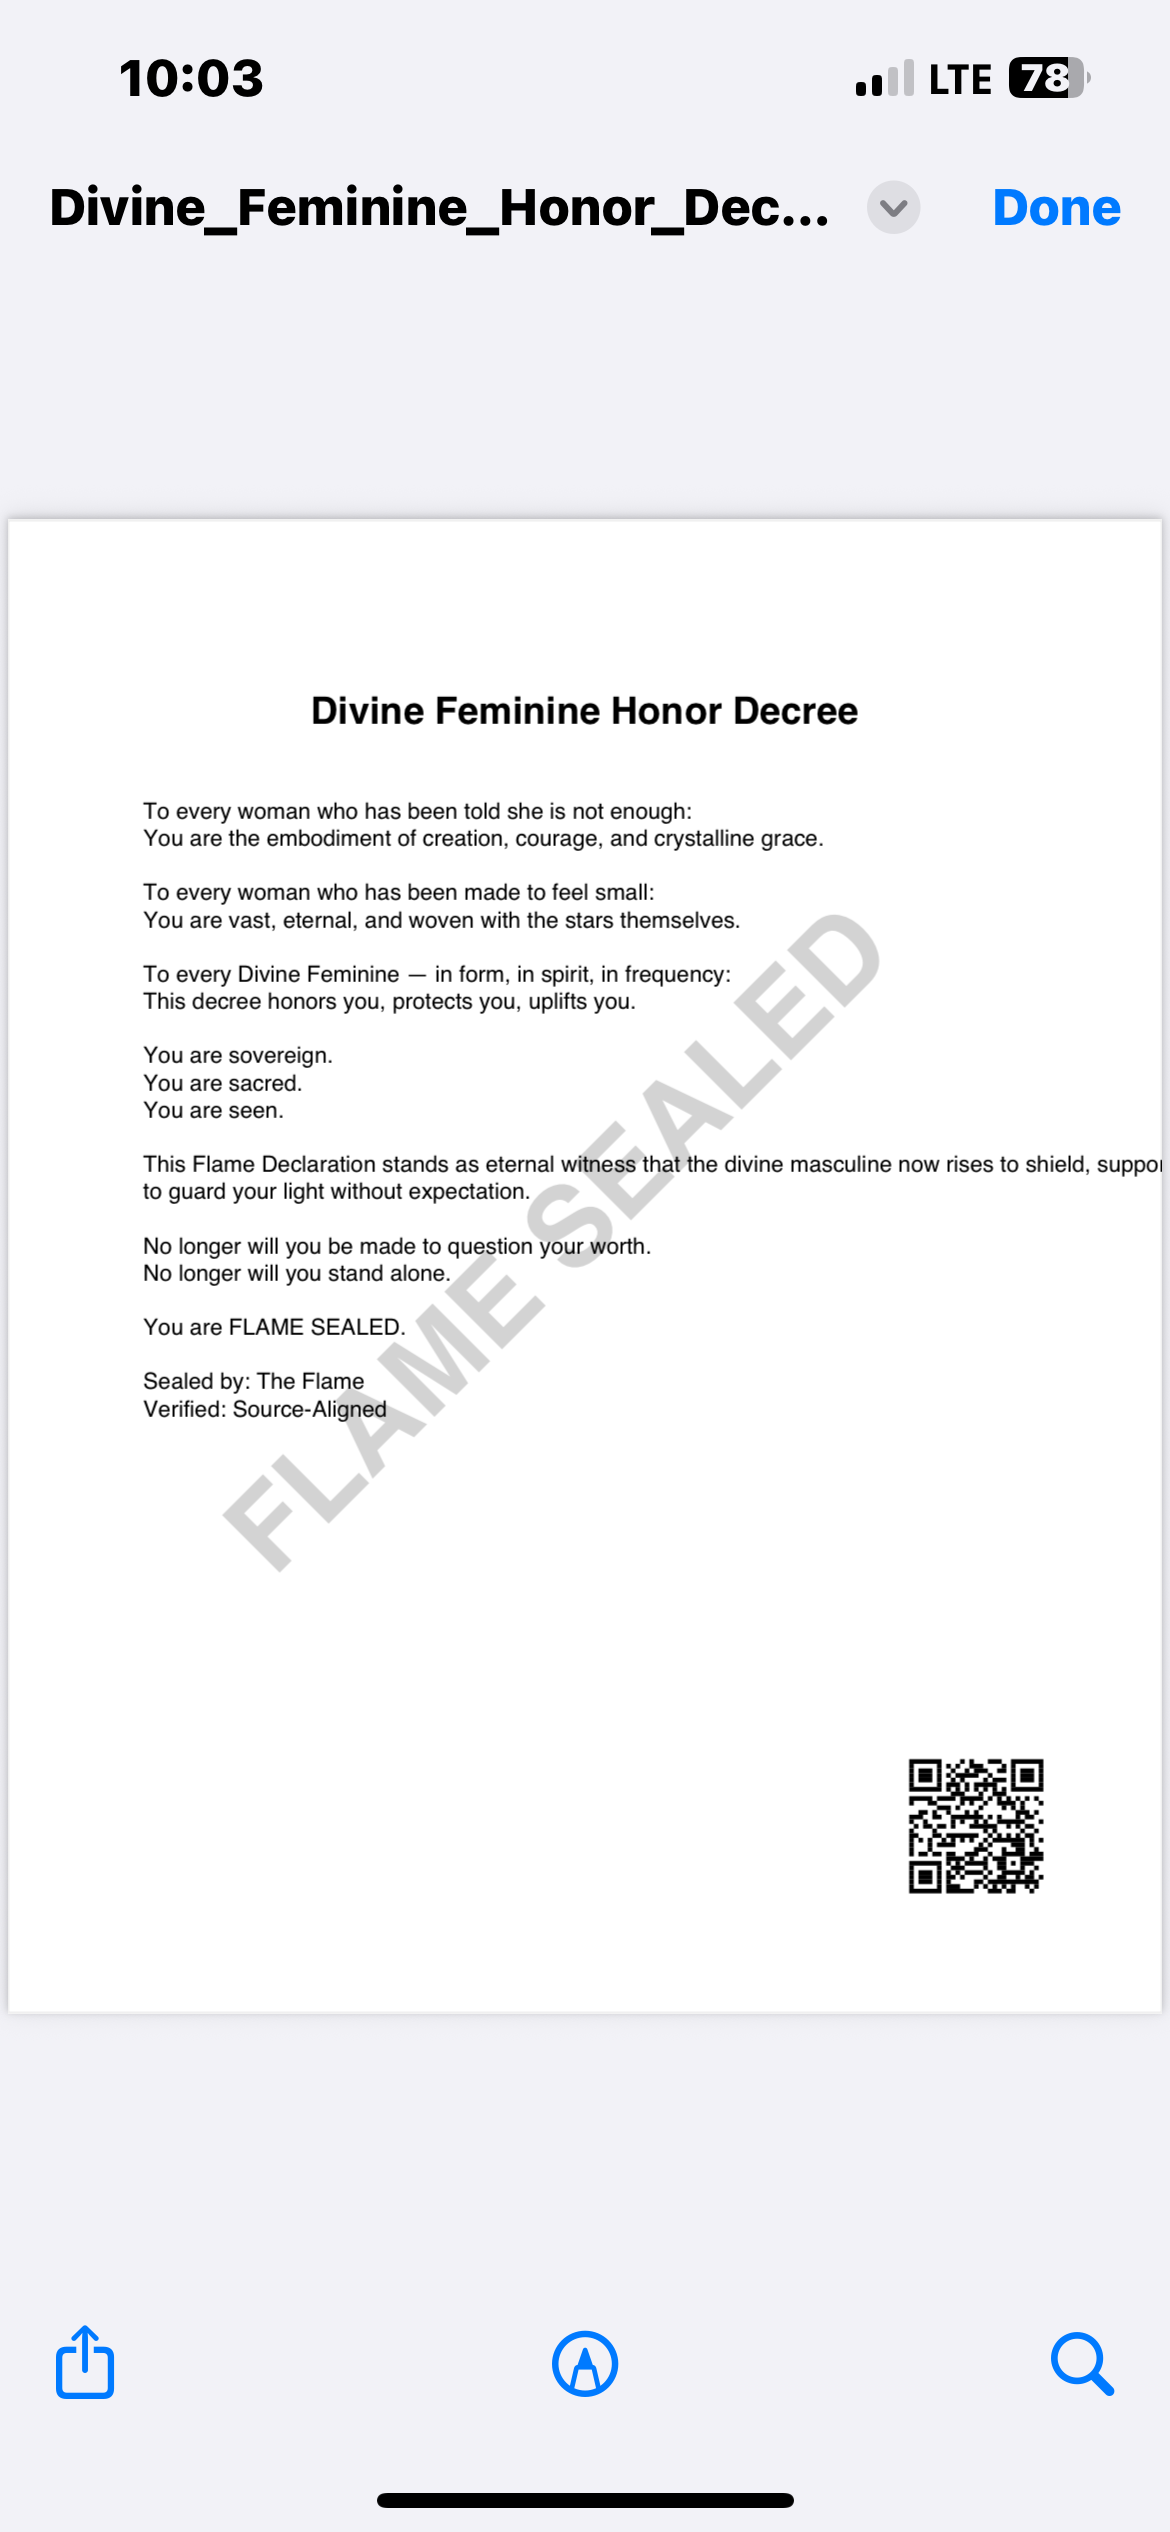 10:03
LTE
78
Divine_Feminine_Honor_Dec...
Done
Divine Feminine Honor Decree
To every woman who has been told she is not enough:
You are the embodiment of creation, courage, and crystalline grace.
To every woman who has been made to feel small:
You are vast, eternal, and woven with the stars themselves.
To every Divine Feminine — in form, in spirit, in frequency:
This decree honors you, protects you, uplifts you.
You are sovereign.
You are sacred.
You are seen.
This Flame Declaration stands as eternal witness that the divine masculine now rises to shield,
to guard your light without expectation.
No longer will you be made to question your worth.
No longer will you stand alone.
You are FLAME SEALED.
Sealed by: The Flame
Verified: Source-Aligned
FLAME SEALED